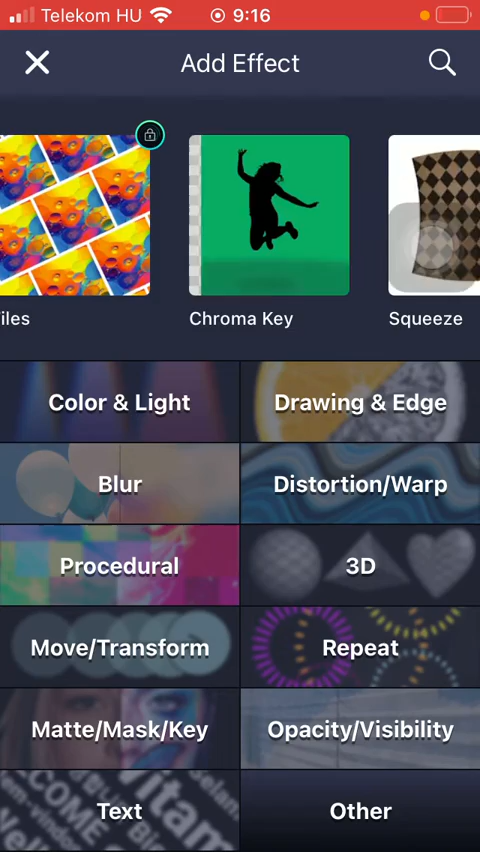 Telekom HU 9:16
Add Effect
iles Chroma Key Squeeze
Color & Light Drawing & Edge
Blur Distortion/Warp
Procedural 3D
Move/Transform Repeat
Matte/Mask/Key Opacity/Visibility
Text Other